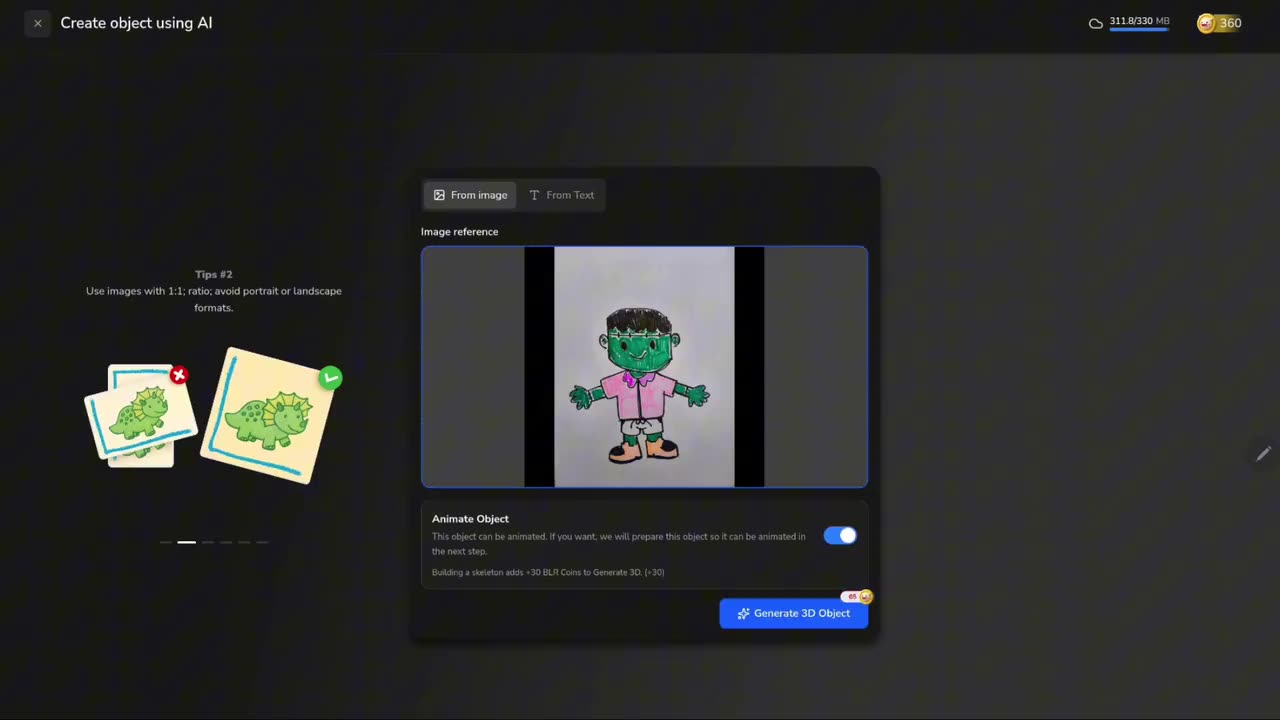 Create object using AI
311.8/330 MB
360
From image
From Text
Image reference
Tips #2
Use images with 1:1; ratio; avoid portrait or landscape
formats.
Animate Object
This object can be animated. If you want, we will prepare this object so it can be animated in
the next step.
Building a skeleton adds +30 BLR Coins to Generate 3D. (+30)
65
Generate 3D Object